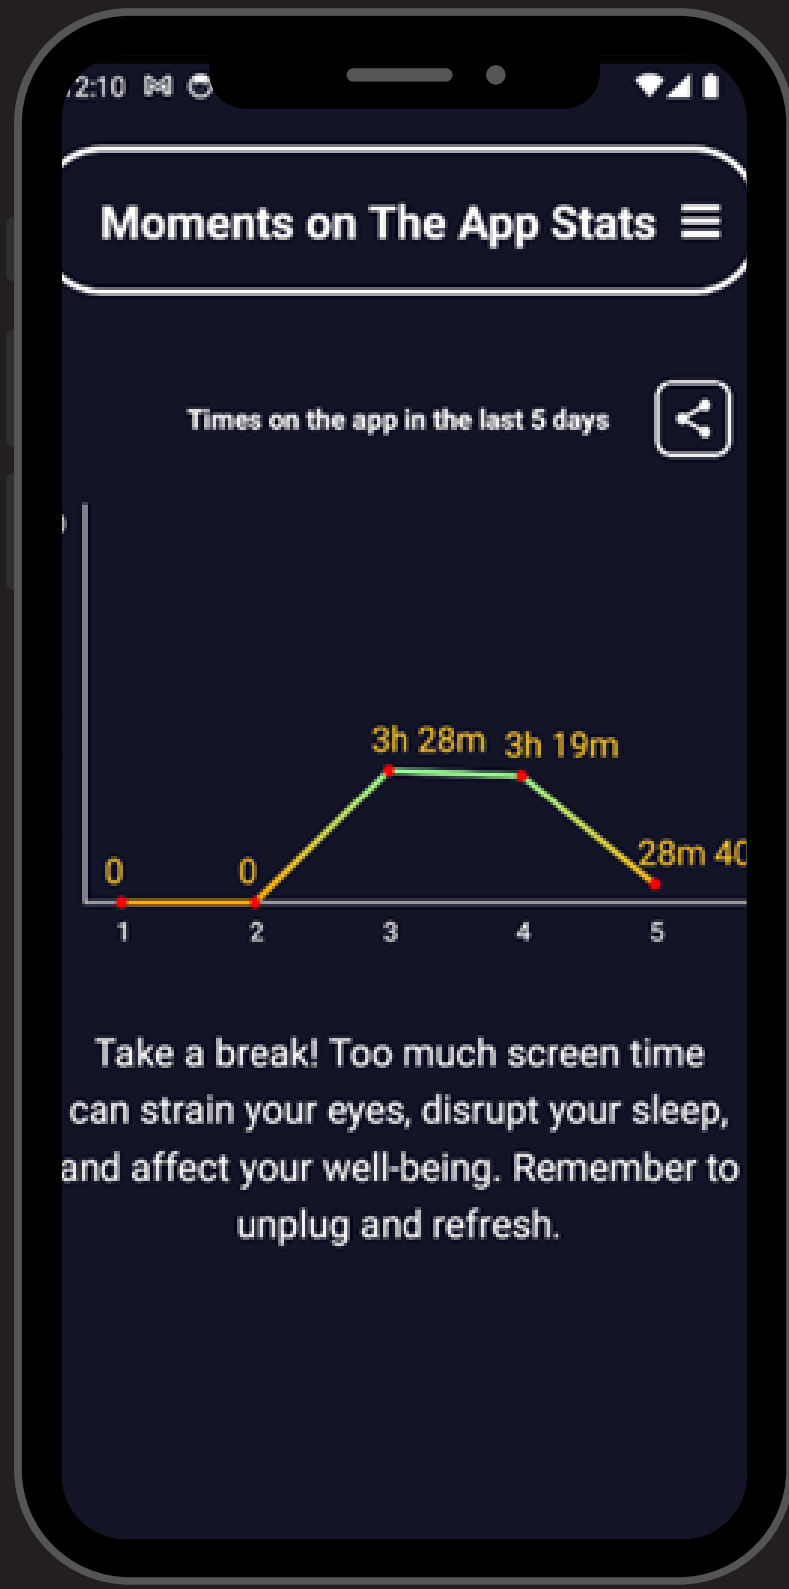 2:10
Moments on The App Stats
Times on the app in the last 5 days
3h 28m 3h 19m
0 0 28m 40
1 2 3 4 5
Take a break! Too much screen time
can strain your eyes, disrupt your sleep,
and affect your well-being. Remember to
unplug and refresh.